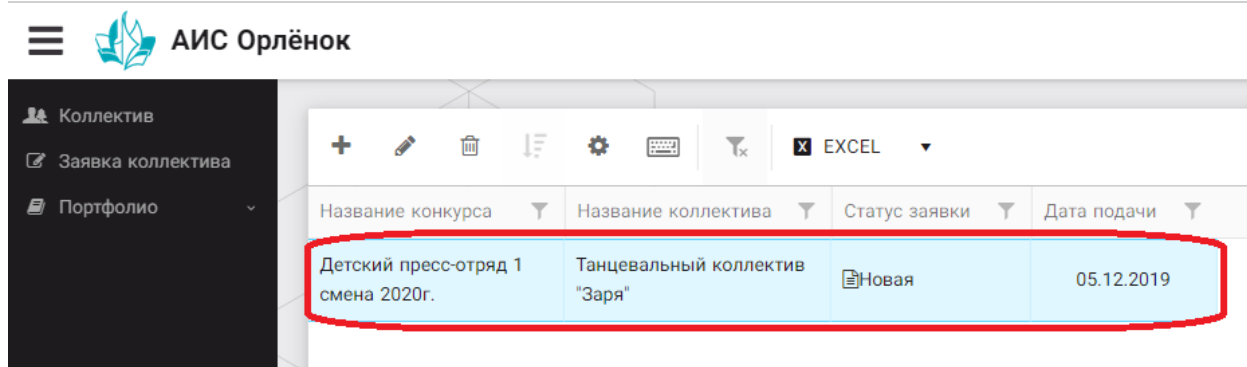 АИС Орлёнок
Коллектив
Заявка коллектива
Портфолио
X EXCEL
Название конкурса Название коллектива Статус заявки Дата подачи
Детский пресс-отряд 1 Танцевальный коллектив
смена 2020г. "Заря" Новая 05.12.2019